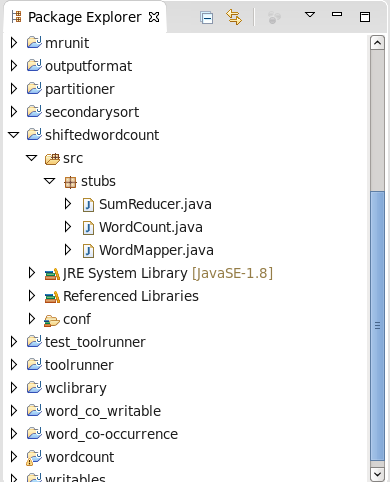 Package Explorer
mrunit
outputformat
partitioner
secondarysort
shiftedwordcount
src
stubs
SumReducer.java
WordCount.java
WordMapper.java
JRE System Library [JavaSE-1.8]
Referenced Libraries
conf
test_toolrunner
toolrunner
wclibrary
word_co_writable
word_co-occurrence
wordcount
writables